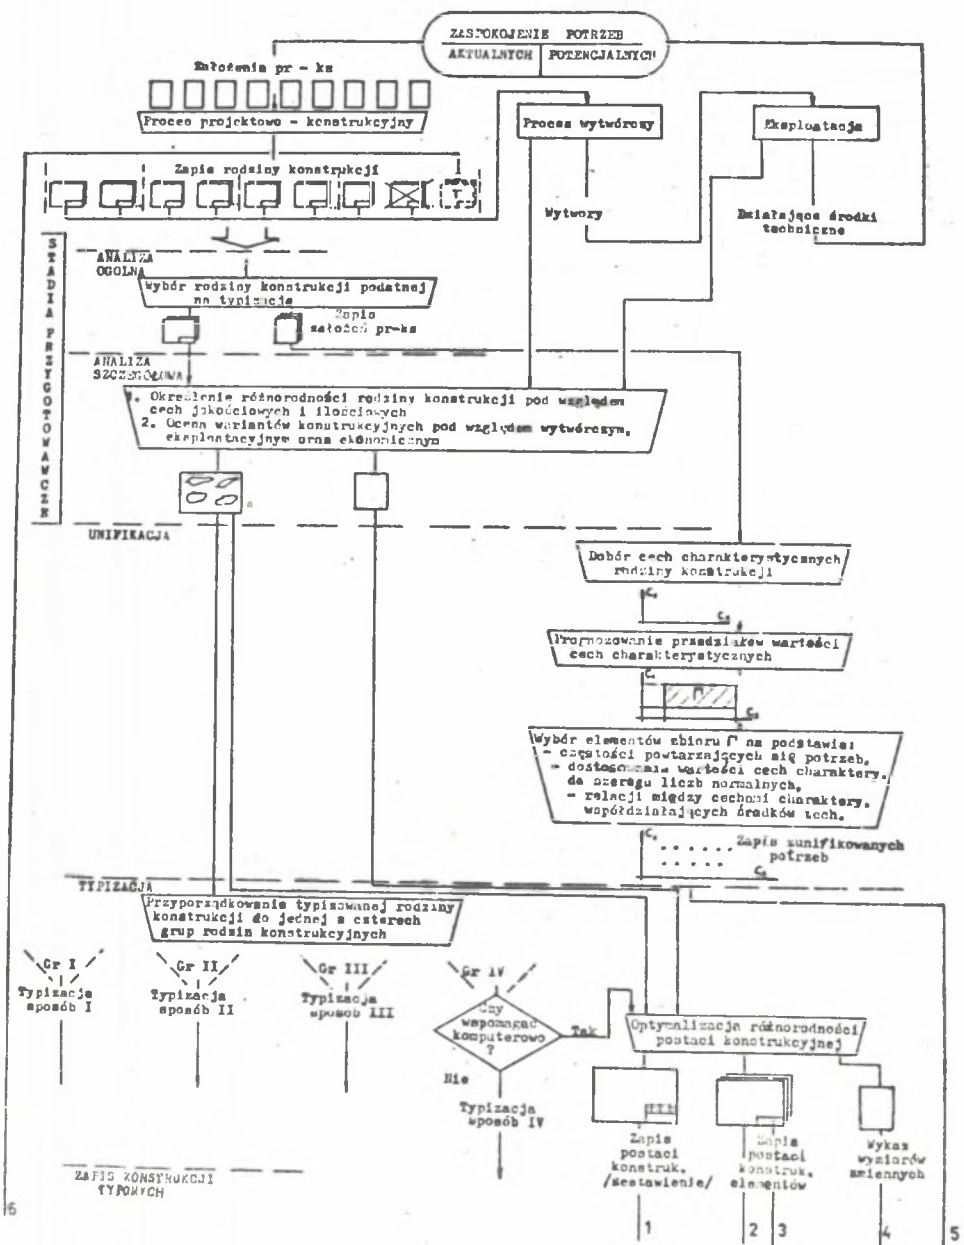 ZASPOKOJENIE POTRZEB
AKTUALNYCH POTENCJALNYCH
Założenia pr - ks
Proces projektowo - konstrukcyjny
Proces wytwórczy
Eksploatacja
Zapis rodziny konstrukcji
T
Wytwory
Działające środki
techniczne
STADIA PRZYGOTOWAWCZE
ANALIZA
OGOLNA
Wybór rodziny konstrukcji podatnej
na typizację
Zapis
założeń pr-ks
ANALIZA
SZCZEGÓŁOWA
1. Określenie różnorodności rodziny konstrukcji pod względem
cech jakościowych i ilościowych
2. Ocena wariantów konstrukcyjnych pod względem wytwórczym,
eksploatacyjnym oraz ekonomicznym
UNIFIKACJA
Dobór cech charakterystycznych
rodziny konstrukcji
Prognozowanie przedziałów wartości
cech charakterystycznych
Γ
Wybór elementów zbioru Γ na podstawie:
- częstości powtarzających się potrzeb,
- dostosowania wartości cech charaktery.
do szeregu liczb normalnych,
- relacji między cechami charaktery.
współdziałających środków tech.
Zapis zunifikowanych
potrzeb
TYPIZACJA
Przyporządkowanie typizowanej rodziny
konstrukcji do jednej z czterech
grup rodzin konstrukcyjnych
Gr I
Gr II
Gr III
Gr IV
Typizacja
sposób I
Typizacja
sposób II
Typizacja
sposób III
Czy
wspomagać
komputerowo
?
Tak
Nie
Optymalizacja różnorodności
postaci konstrukcyjnej
Typizacja
sposób IV
Zapis
postaci
konstruk.
/zestawienie/
Zapis
postaci
konstruk.
elementów
Wykaz
wymiarów
zmiennych
ZAPIS KONSTRUKCJI
TYPOWYCH
6
1
2
3
4
5